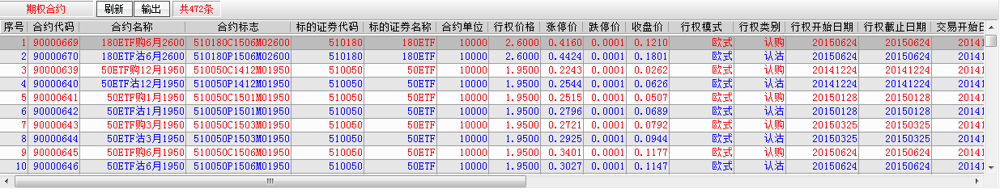 期权合约 刷新 输出 共472条
序号 合约代码 合约名称 合约标志 标的证券代码 标的证券名称 合约单位 行权价格 涨停价 跌停价 收盘价 行权模式 行权类别 行权开始日期 行权截止日期 交易开始日
1 90000669 180ETF购6月2600 510180C1506M02600 510180 180ETF 10000 2.6000 0.4160 0.0001 0.1210 欧式 认购 20150624 20150624 20141
2 90000670 180ETF沽6月2600 510180P1506M02600 510180 180ETF 10000 2.6000 0.4424 0.0001 0.1801 欧式 认沽 20150624 20150624 20141
3 90000639 50ETF购12月1950 510050C1412M01950 510050 50ETF 10000 1.9500 0.2243 0.0001 0.0262 欧式 认购 20141224 20141224 20141
4 90000640 50ETF沽12月1950 510050P1412M01950 510050 50ETF 10000 1.9500 0.2544 0.0001 0.0626 欧式 认沽 20141224 20141224 20141
5 90000641 50ETF购1月1950 510050C1501M01950 510050 50ETF 10000 1.9500 0.2515 0.0001 0.0507 欧式 认购 20150128 20150128 20141
6 90000642 50ETF沽1月1950 510050P1501M01950 510050 50ETF 10000 1.9500 0.2796 0.0001 0.0689 欧式 认沽 20150128 20150128 20141
7 90000643 50ETF购3月1950 510050C1503M01950 510050 50ETF 10000 1.9500 0.2721 0.0001 0.0792 欧式 认购 20150325 20150325 20141
8 90000644 50ETF沽3月1950 510050P1503M01950 510050 50ETF 10000 1.9500 0.2925 0.0001 0.0944 欧式 认沽 20150325 20150325 20141
9 90000645 50ETF购6月1950 510050C1506M01950 510050 50ETF 10000 1.9500 0.3401 0.0001 0.1177 欧式 认购 20150624 20150624 20141
10 90000646 50ETF沽6月1950 510050P1506M01950 510050 50ETF 10000 1.9500 0.3027 0.0001 0.1147 欧式 认沽 20150624 20150624 20141